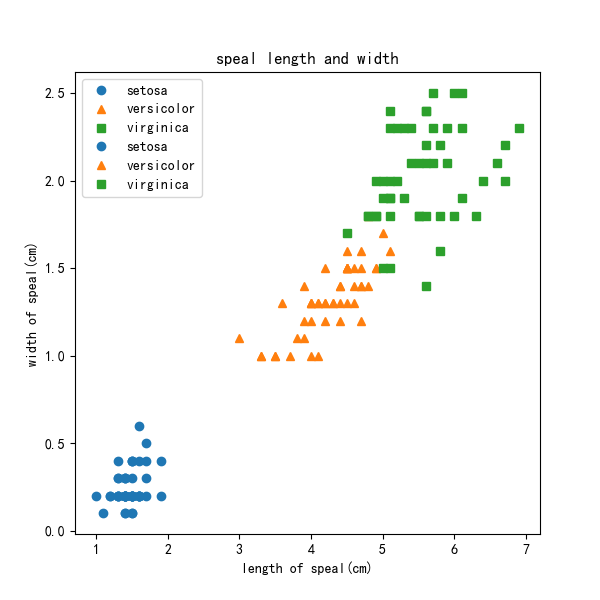 speal length and width
setosa
versicolor
virginica
setosa
versicolor
virginica
2.5
2.0
1.5
1.0
0.5
0.0
width of speal(cm)
1 2 3 4 5 6 7
length of speal(cm)